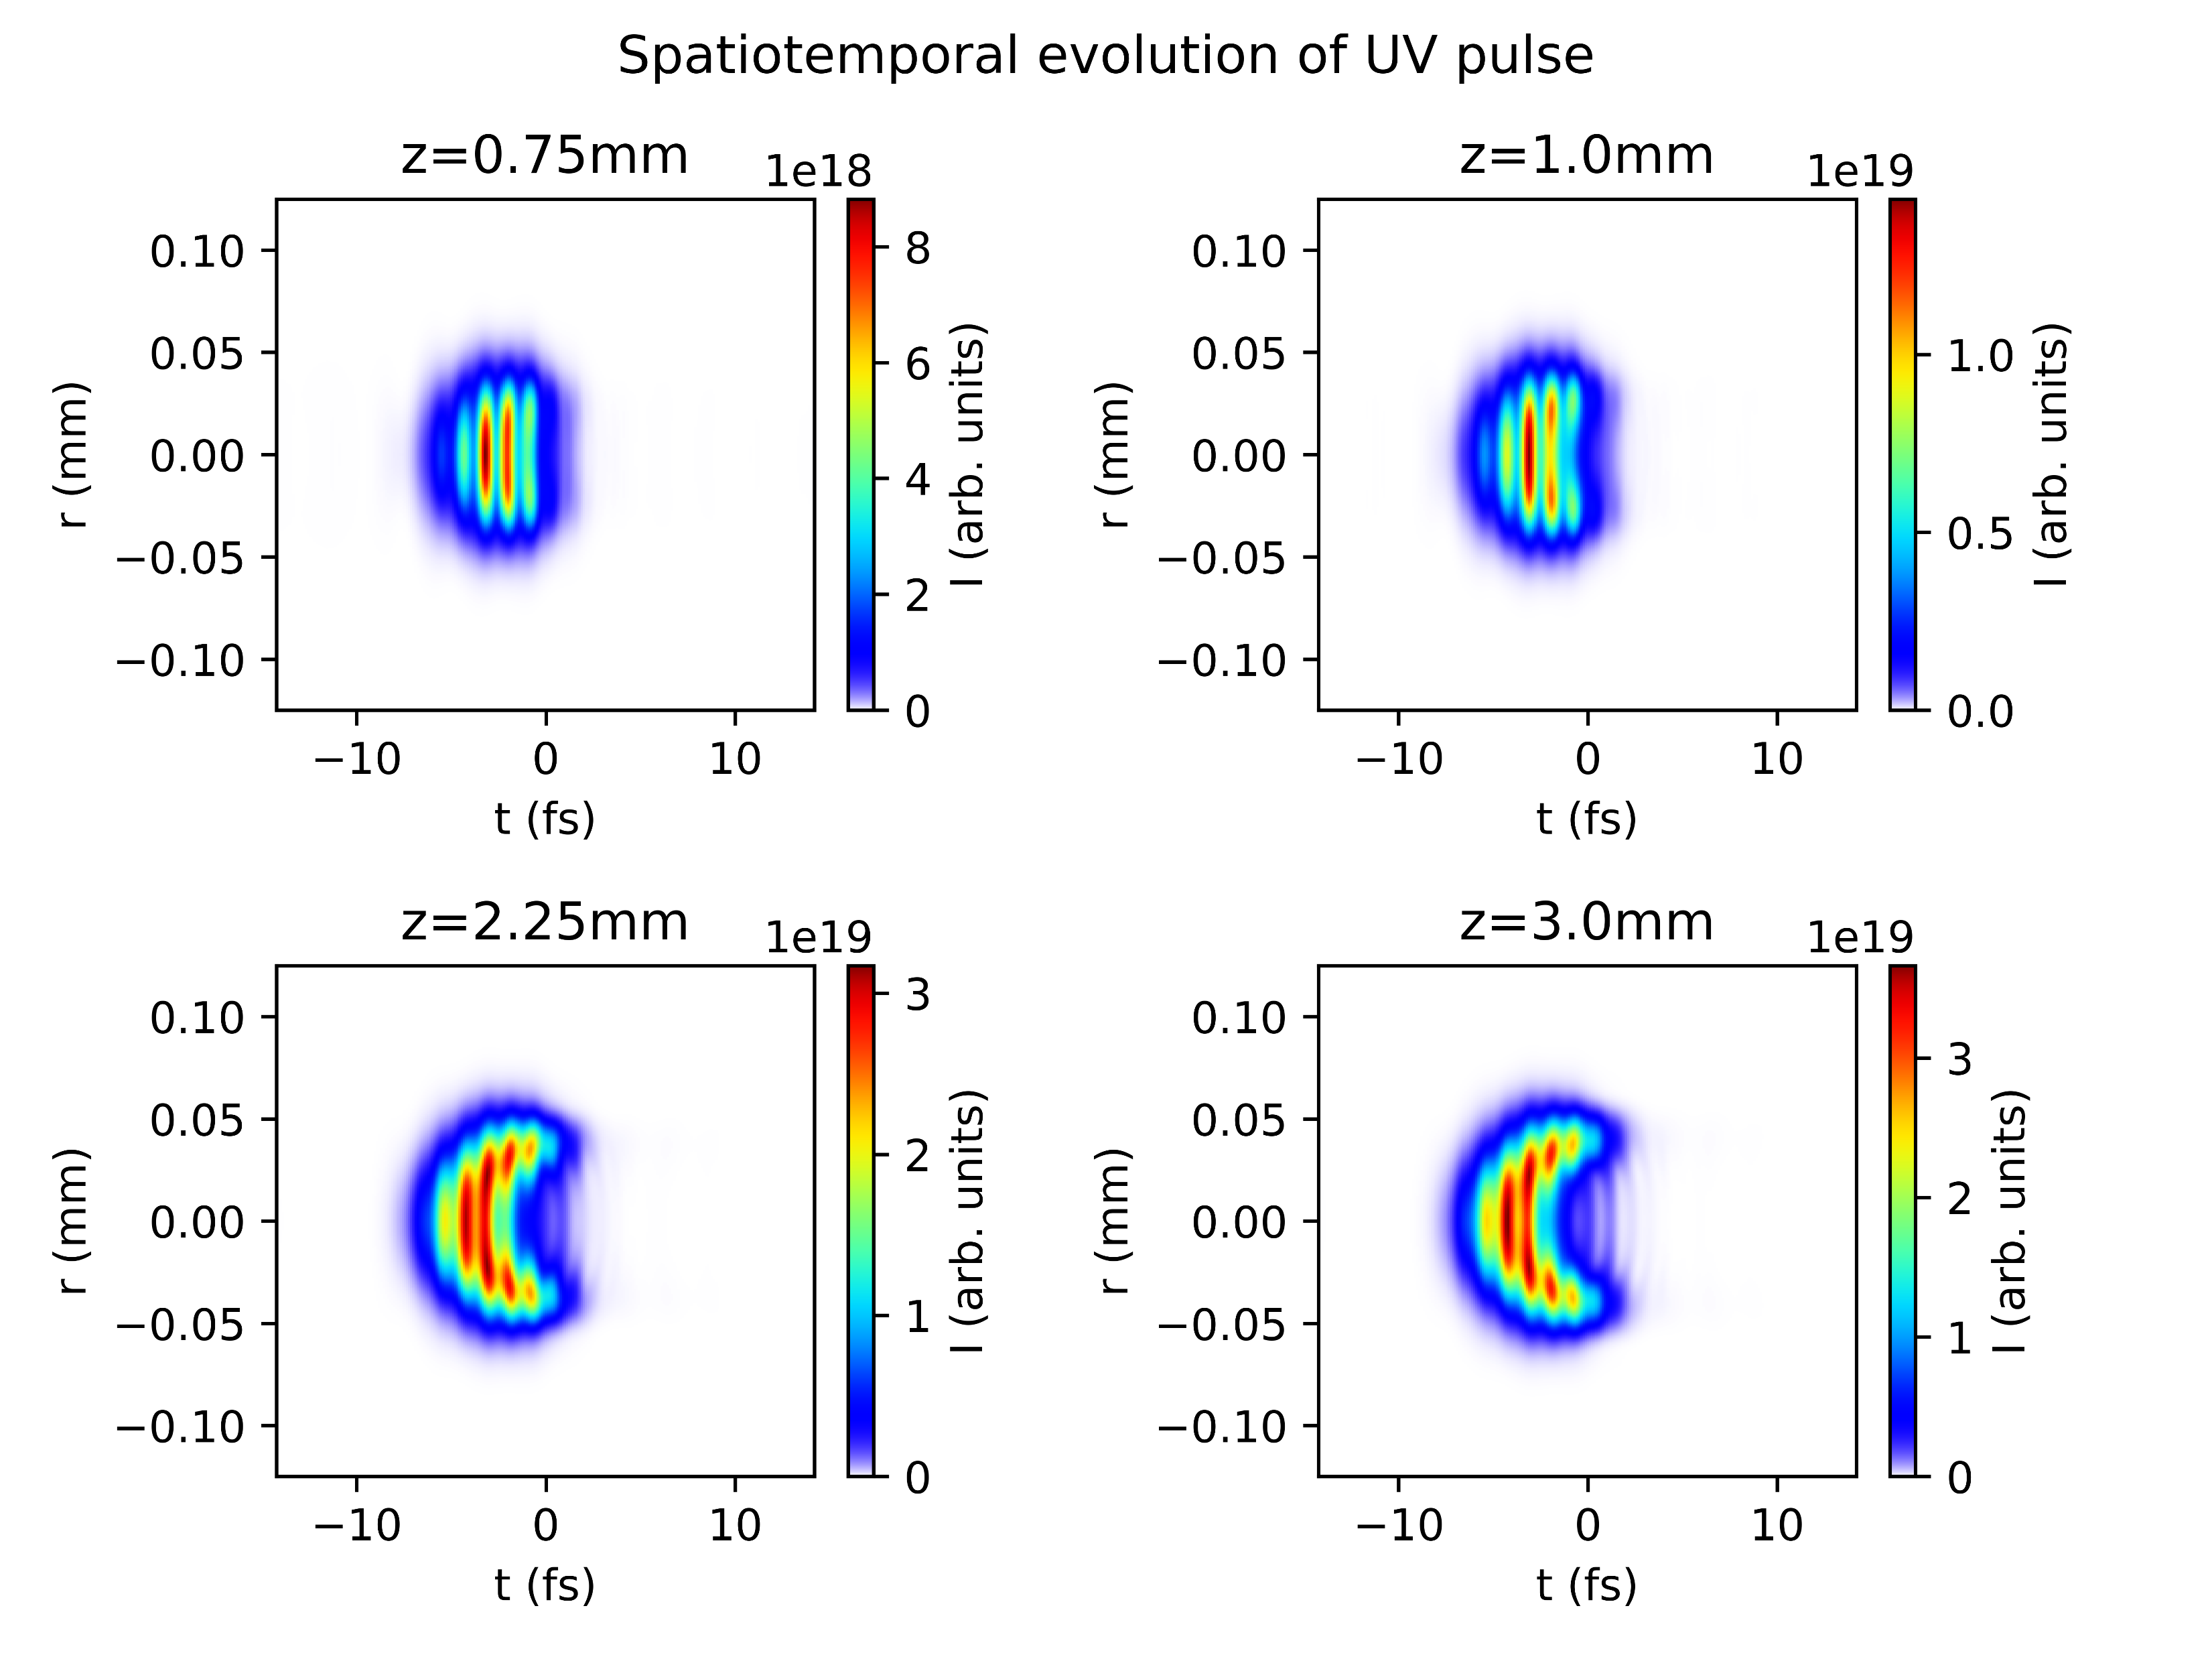 Spatiotemporal evolution of UV pulse
z=0.75mm
1e18
0.10
0.05
0.00
−0.05
−0.10
r (mm)
−10
0
10
t (fs)
8
6
4
2
0
I (arb. units)
z=1.0mm
1e19
0.10
0.05
0.00
−0.05
−0.10
r (mm)
−10
0
10
t (fs)
1.0
0.5
0.0
I (arb. units)
z=2.25mm
1e19
0.10
0.05
0.00
−0.05
−0.10
r (mm)
−10
0
10
t (fs)
3
2
1
0
I (arb. units)
z=3.0mm
1e19
0.10
0.05
0.00
−0.05
−0.10
r (mm)
−10
0
10
t (fs)
3
2
1
0
I (arb. units)